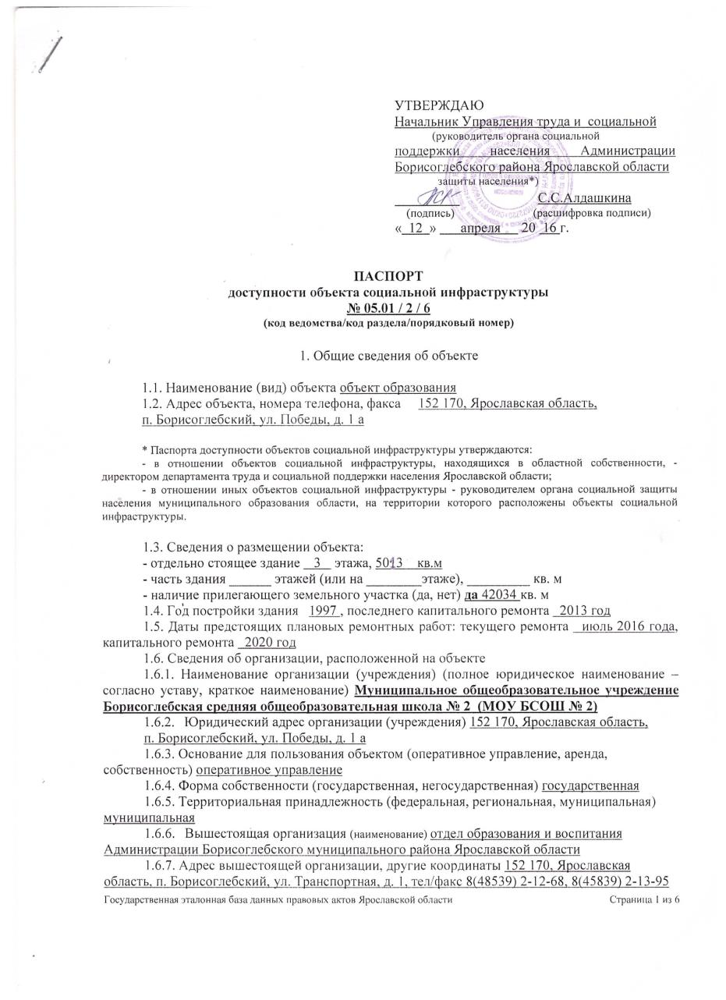 УТВЕРЖДАЮ
Начальник Управления труда и социальной
(руководитель органа социальной
поддержки населения Администрации
Борисоглебского района Ярославской области
защиты населения*)
С.С.Алдашкина
(подпись) (расшифровка подписи)
« 12 » апреля 20 16 г.
ПАСПОРТ
доступности объекта социальной инфраструктуры
№ 05.01 / 2 / 6
(код ведомства/код раздела/порядковый номер)
1. Общие сведения об объекте
1.1. Наименование (вид) объекта объект образования
1.2. Адрес объекта, номера телефона, факса 152 170, Ярославская область,
п. Борисоглебский, ул. Победы, д. 1 а
* Паспорта доступности объектов социальной инфраструктуры утверждаются:
- в отношении объектов социальной инфраструктуры, находящихся в областной собственности, -
директором департамента труда и социальной поддержки населения Ярославской области;
- в отношении иных объектов социальной инфраструктуры - руководителем органа социальной защиты
населения муниципального образования области, на территории которого расположены объекты социальной
инфраструктуры.
1.3. Сведения о размещении объекта:
- отдельно стоящее здание 3 этажа, кв.м
- часть здания ______ этажей (или на ________этаже), _________ кв. м
- наличие прилегающего земельного участка (да, нет) да 42034 кв. м
1.4. Год постройки здания 1997 , последнего капитального ремонта 2013 год
1.5. Даты предстоящих плановых ремонтных работ: текущего ремонта июль 2016 года,
капитального ремонта 2020 год
1.6. Сведения об организации, расположенной на объекте
1.6.1. Наименование организации (учреждения) (полное юридическое наименование –
согласно уставу, краткое наименование) Муниципальное общеобразовательное учреждение
Борисоглебская средняя общеобразовательная школа № 2 (МОУ БСОШ № 2)
1.6.2. Юридический адрес организации (учреждения) 152 170, Ярославская область,
п. Борисоглебский, ул. Победы, д. 1 а
1.6.3. Основание для пользования объектом (оперативное управление, аренда,
собственность) оперативное управление
1.6.4. Форма собственности (государственная, негосударственная) государственная
1.6.5. Территориальная принадлежность (федеральная, региональная, муниципальная)
муниципальная
1.6.6. Вышестоящая организация (наименование) отдел образования и воспитания
Администрации Борисоглебского муниципального района Ярославской области
1.6.7. Адрес вышестоящей организации, другие координаты 152 170, Ярославская
область, п. Борисоглебский, ул. Транспортная, д. 1, тел/факс 8(48539) 2-12-68, 8(45839) 2-13-95
Государственная эталонная база данных правовых актов Ярославской области Страница 1 из 6